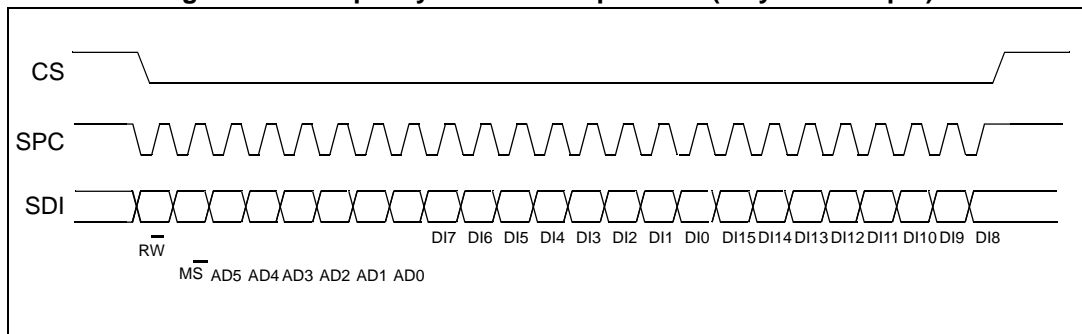 CS
SPC
SDI
DI7 DI6 DI5 DI4 DI3 DI2 DI1 DI0 DI15 DI14 DI13 DI12 DI11 DI10 DI9 DI8
RW
MS AD5 AD4 AD3 AD2 AD1 AD0